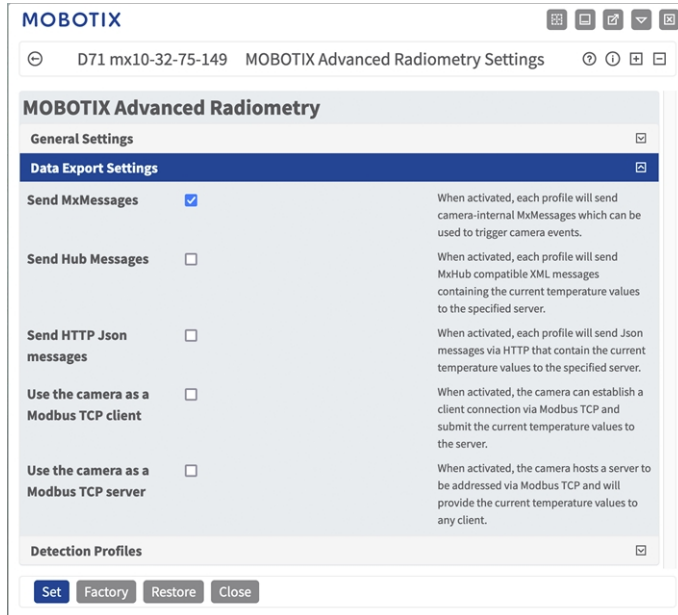 MOBOTIX
D71 mx10-32-75-149 MOBOTIX Advanced Radiometry Settings
MOBOTIX Advanced Radiometry
General Settings
Data Export Settings
Send MxMessages
When activated, each profile will send
camera-internal MxMessages which can be
used to trigger camera events.
Send Hub Messages
When activated, each profile will send
MxHub compatible XML messages
containing the current temperature values
to the specified server.
Send HTTP Json
messages
When activated, each profile will send Json
messages via HTTP that contain the current
temperature values to the specified server.
Use the camera as a
Modbus TCP client
When activated, the camera can establish a
client connection via Modbus TCP and
submit the current temperature values to
the server.
Use the camera as a
Modbus TCP server
When activated, the camera hosts a server to
be addressed via Modbus TCP and will
provide the current temperature values to
any client.
Detection Profiles
Set Factory Restore Close